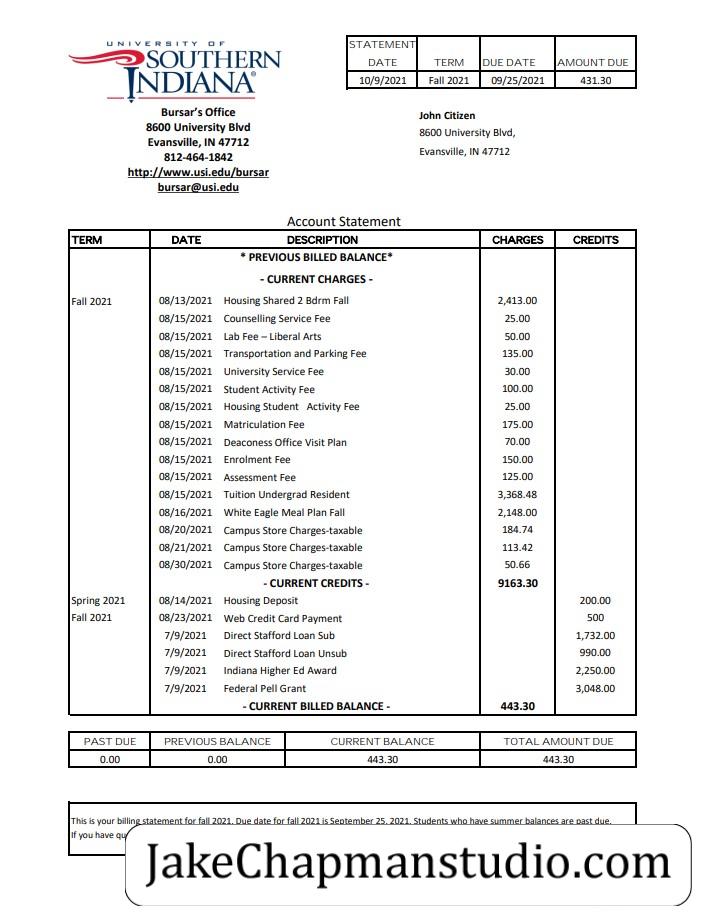 UNIVERSITY OF
SOUTHERN
INDIANA®
Bursar's Office
8600 University Blvd
Evansville, IN 47712
812-464-1842
http://www.usi.edu/bursar
bursar@usi.edu
STATEMENT DATE TERM DUE DATE AMOUNT DUE
10/9/2021 Fall 2021 09/25/2021 431.30
John Citizen
8600 University Blvd,
Evansville, IN 47712
Account Statement
TERM DATE DESCRIPTION CHARGES CREDITS
* PREVIOUS BILLED BALANCE*
- CURRENT CHARGES -
Fall 2021 08/13/2021 Housing Shared 2 Bdrm Fall 2,413.00
08/15/2021 Counselling Service Fee 25.00
08/15/2021 Lab Fee – Liberal Arts 50.00
08/15/2021 Transportation and Parking Fee 135.00
08/15/2021 University Service Fee 30.00
08/15/2021 Student Activity Fee 100.00
08/15/2021 Housing Student Activity Fee 25.00
08/15/2021 Matriculation Fee 175.00
08/15/2021 Deaconess Office Visit Plan 70.00
08/15/2021 Enrolment Fee 150.00
08/15/2021 Assessment Fee 125.00
08/15/2021 Tuition Undergrad Resident 3,368.48
08/16/2021 White Eagle Meal Plan Fall 2,148.00
08/20/2021 Campus Store Charges-taxable 184.74
08/21/2021 Campus Store Charges-taxable 113.42
08/30/2021 Campus Store Charges-taxable 50.66
- CURRENT CREDITS - 9163.30
Spring 2021 08/14/2021 Housing Deposit 200.00
Fall 2021 08/23/2021 Web Credit Card Payment 500
7/9/2021 Direct Stafford Loan Sub 1,732.00
7/9/2021 Direct Stafford Loan Unsub 990.00
7/9/2021 Indiana Higher Ed Award 2,250.00
7/9/2021 Federal Pell Grant 3,048.00
- CURRENT BILLED BALANCE - 443.30
PAST DUE PREVIOUS BALANCE CURRENT BALANCE TOTAL AMOUNT DUE
0.00 0.00 443.30 443.30
This is your billing statement for fall 2021. Due date for fall 2021 is September 25, 2021. Students who have summer balances are past due.
If you have
JakeChapmanstudio.com